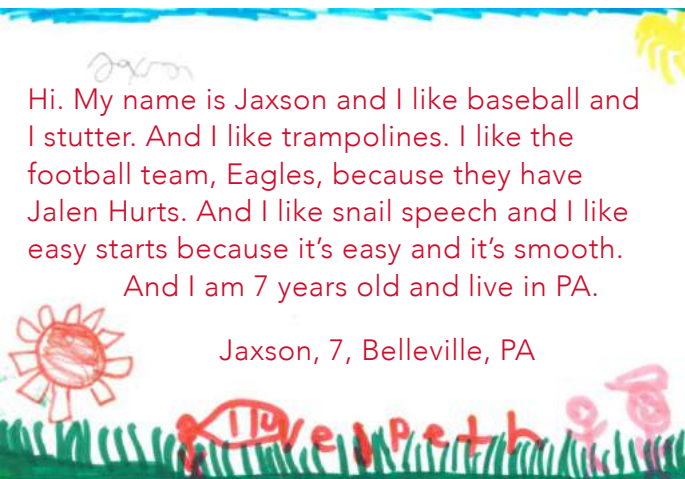 Jaxson
Hi. My name is Jaxson and I like baseball and
I stutter. And I like trampolines. I like the
football team, Eagles, because they have
Jalen Hurts. And I like snail speech and I like
easy starts because it’s easy and it’s smooth.
And I am 7 years old and live in PA.
Jaxson, 7, Belleville, PA